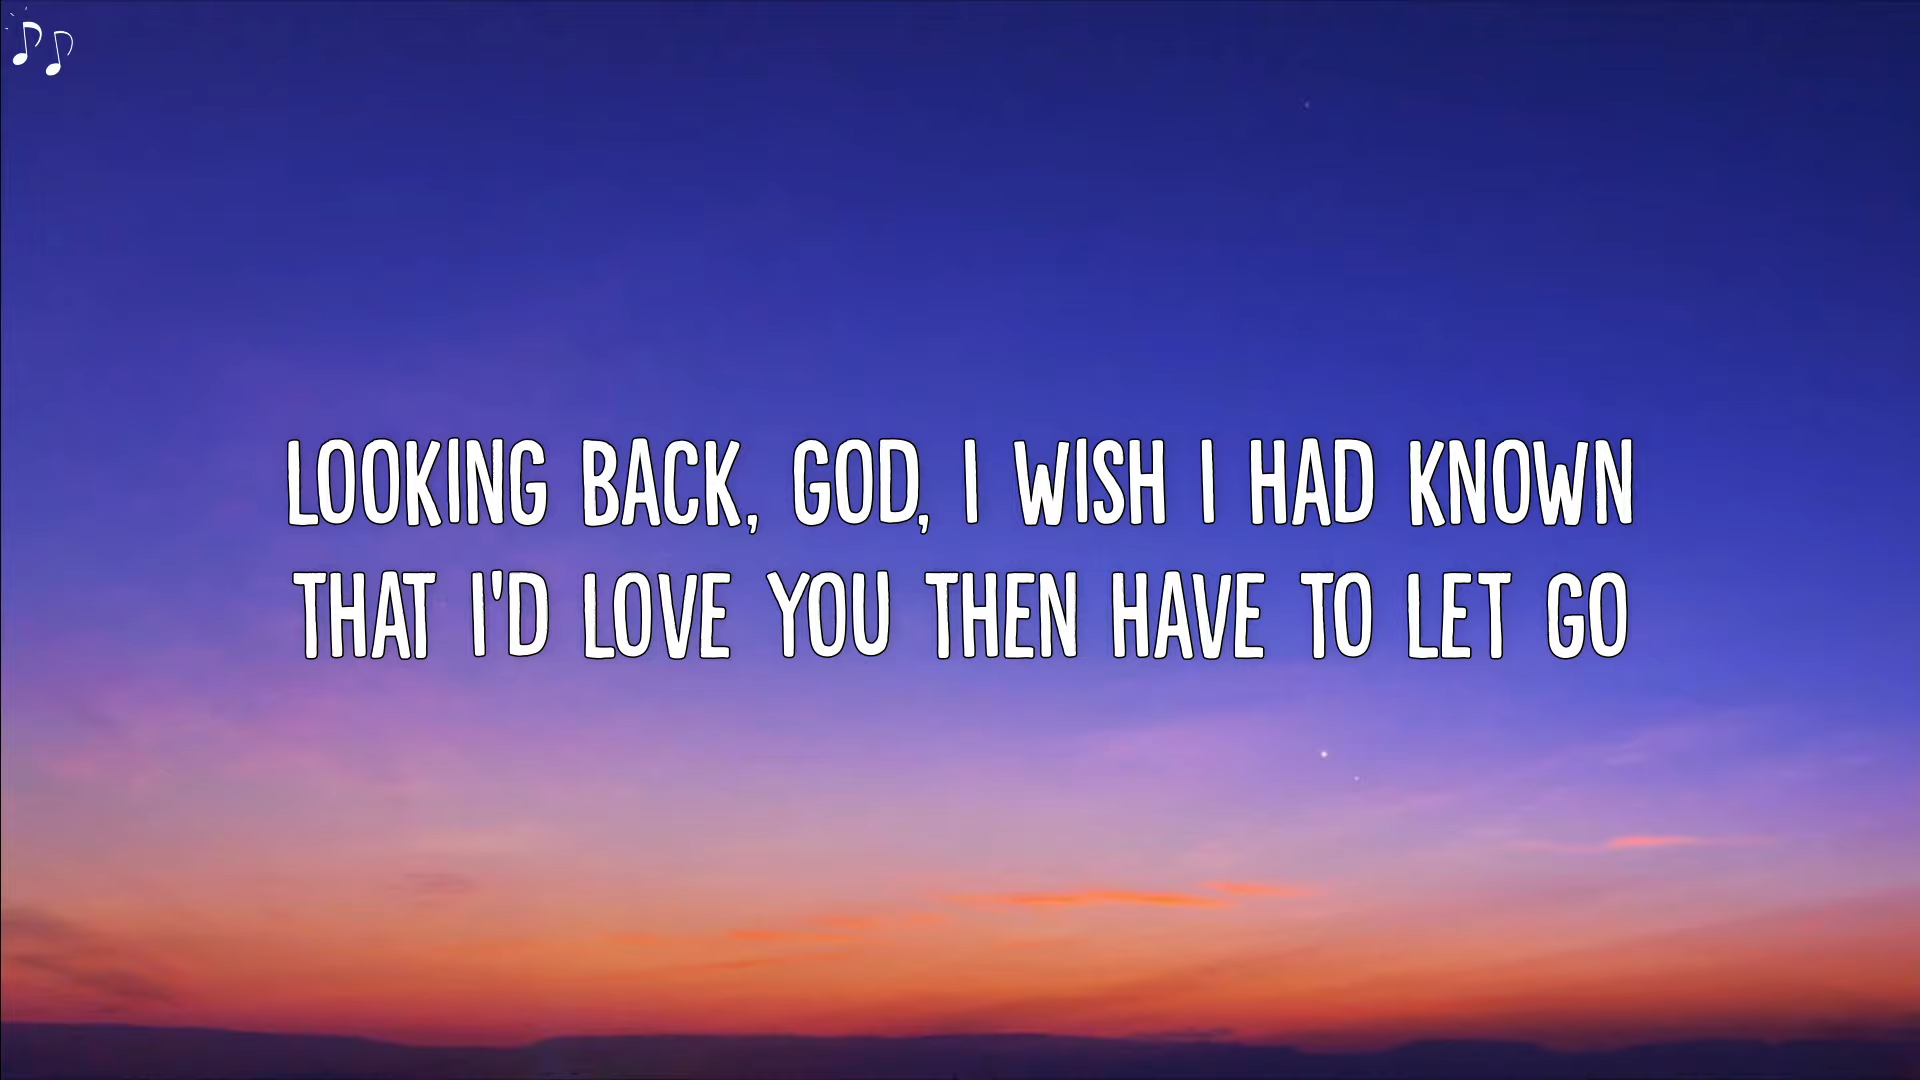 LOOKING BACK, GOD, I WISH I HAD KNOWN
THAT I'D LOVE YOU THEN HAVE TO LET GO